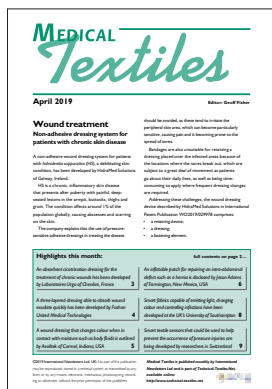 MEDICAL
Textiles
April 2019
Editor: Geoff Fisher
Wound treatment
Non-adhesive dressing system for
patients with chronic skin disease
A non-adhesive wound dressing system for patients
with hidradenitis suppurativa (HS), a debilitating skin
condition, has been developed by HidraMed Solutions
of Galway, Ireland.
HS is a chronic, inflammatory skin disease
that presents after puberty with painful, deep-
seated lesions in the armpit, buttocks, thighs and
groin. The condition affects around 1% of the
population globally, causing abscesses and scarring
on the skin.
The company explains that the use of pressure-
sensitive adhesive dressings in treating the disease
should be avoided, as these tend to irritate the
peripheral skin area, which can become particularly
sensitive, causing pain and it becoming prone to the
spread of sores.
Bandages are also unsuitable for retaining a
dressing placed over the infected areas because of
the locations where the sores break out, which are
subject to a great deal of movement as patients
go about their daily lives, as well as being time-
consuming to apply where frequent dressing changes
are required.
Addressing these challenges, the wound dressing
device described by HidraMed Solutions in International
Patent Publication WO2019/029978 comprises:
• a retaining device;
• a dressing;
• a fastening element.
Highlights this month:
full contents on page 2...
An absorbent cicatrization dressing for the
treatment of chronic wounds has been developed
by Laboratoires Urgo of Chenôve, France 3
A three-layered dressing able to absorb wound
exudate quickly has been developed by Foshan
United Medical Technologies 4
A wound dressing that changes colour when in
contact with moisture such as body fluids is outlined
by Avaltek of Carmel, Indiana, USA 5
An inflatable patch for repairing an intra-abdominal
defect such as a hernia is disclosed by Jason Adams
of Farmington, New Mexico, USA 6
Smart fabrics capable of emitting light, changing
colour and controlling infections have been
developed at the UK's University of Southampton 8
Smart textile sensors that could be used to help
prevent the occurrence of pressure injuries are
being developed by researchers in Switzerland 9
©2019 International Newsletters Ltd, UK: No part of this publication
may be reproduced, stored in a retrieval system, or transmitted by any
form or by any means, electronic, mechanical, photocopying, record-
ing or otherwise, without the prior permission of the publishers.
Medical Textiles is published monthly by International
Newsletters Ltd and is part of Technical-Textiles.Net,
available online:
http://www.technical-textiles.net